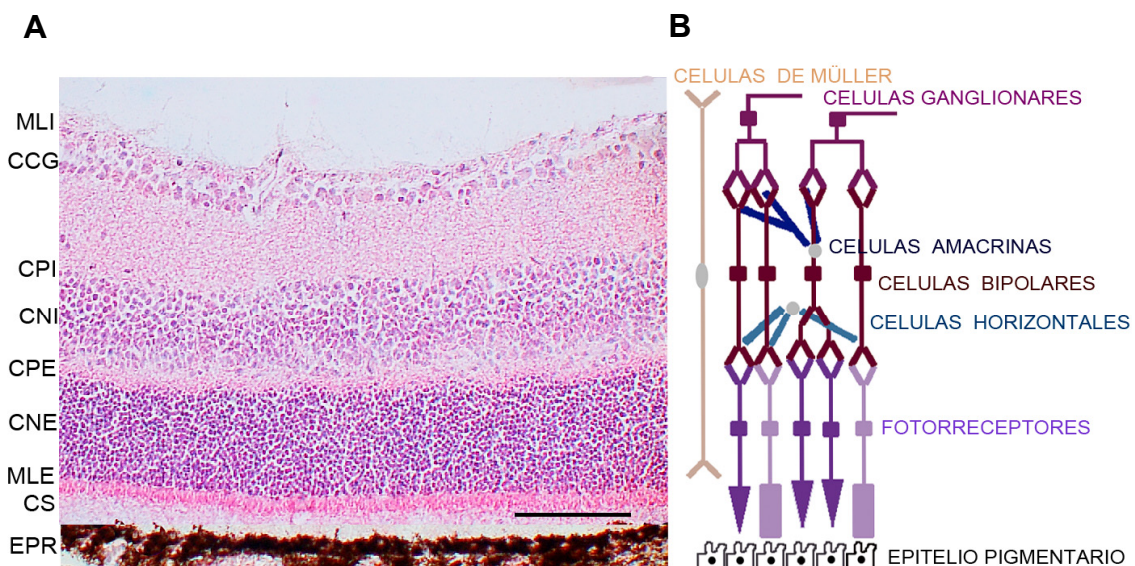 A
MLI
CCG
CPI
CNI
CPE
CNE
MLE
CS
EPR
B
CELULAS DE MÜLLER
CELULAS GANGLIONARES
CELULAS AMACRINAS
CELULAS BIPOLARES
CELULAS HORIZONTALES
FOTORRECEPTORES
EPITELIO PIGMENTARIO